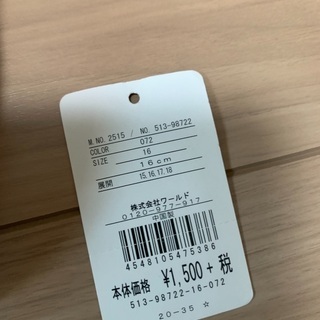 M.NO. 2515 / NO. 513-98722
COLOR 072
SIZE 16
16cm
展開 15.16.17.18
株式会社ワールド
0120-977-917
中国製
4548105475386
本体価格 ¥1,500+税
513-98722-16-072
20-35 ☆